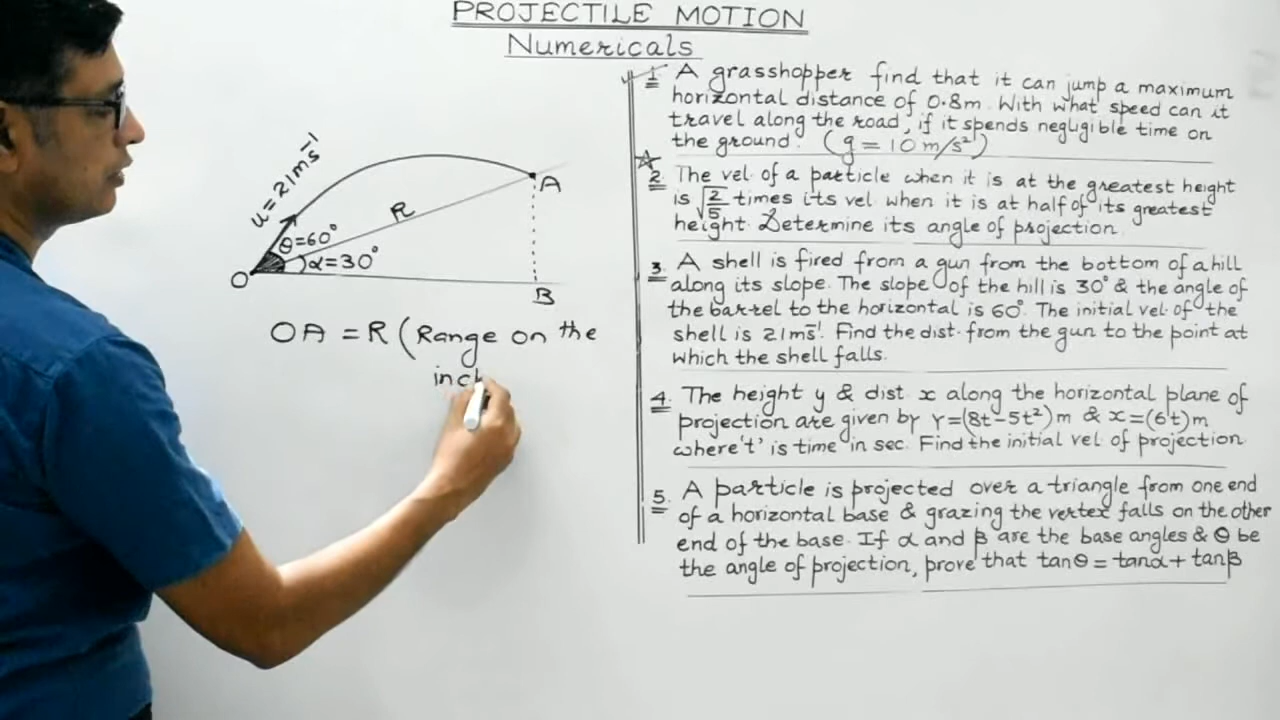 PROJECTILE MOTION
Numericals
1. A grasshopper find that it can jump a maximum
horizontal distance of 0.8m. With what speed can it
travel along the road, if it spends negligible time on
the ground. (g = 10 m/s²)
2. The vel. of a particle when it is at the greatest height
is √2/5 times its vel when it is at half of its greatest
height. Determine its angle of projection.
3. A shell is fired from a gun from the bottom of a hill
along its slope. The slope of the hill is 30° & the angle of
the barrel to the horizontal is 60°. The initial vel. of the
shell is 21ms⁻¹. Find the dist. from the gun to the point at
which the shell falls.
4. The height y & dist. x along the horizontal plane of
projection are given by Y=(8t-5t²)m & x=(6t)m
where 't' is time in sec. Find the initial vel of projection
5. A particle is projected over a triangle from one end
of a horizontal base & grazing the vertex falls on the other
end of the base. If α and β are the base angles & θ be
the angle of projection, prove that tanθ = tanα + tanβ
u = 21ms⁻¹
A
R
θ=60°
α=30°
O
B
OA = R (Range on the
incl